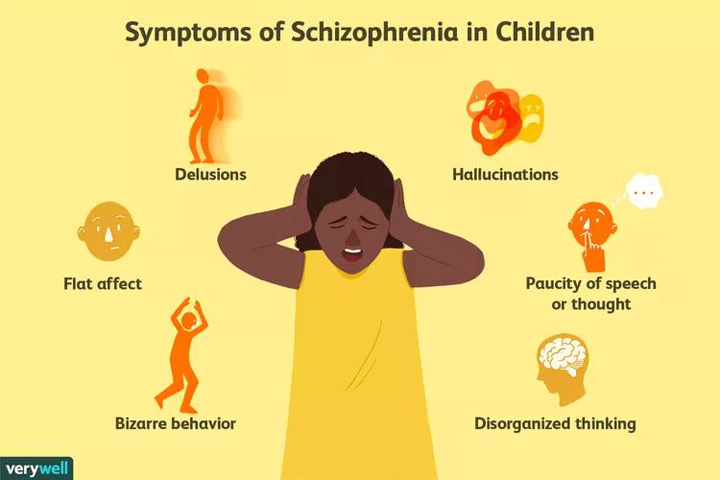 Symptoms of Schizophrenia in Children
Delusions
Hallucinations
Flat affect
Paucity of speech
or thought
Bizarre behavior
Disorganized thinking
verywell